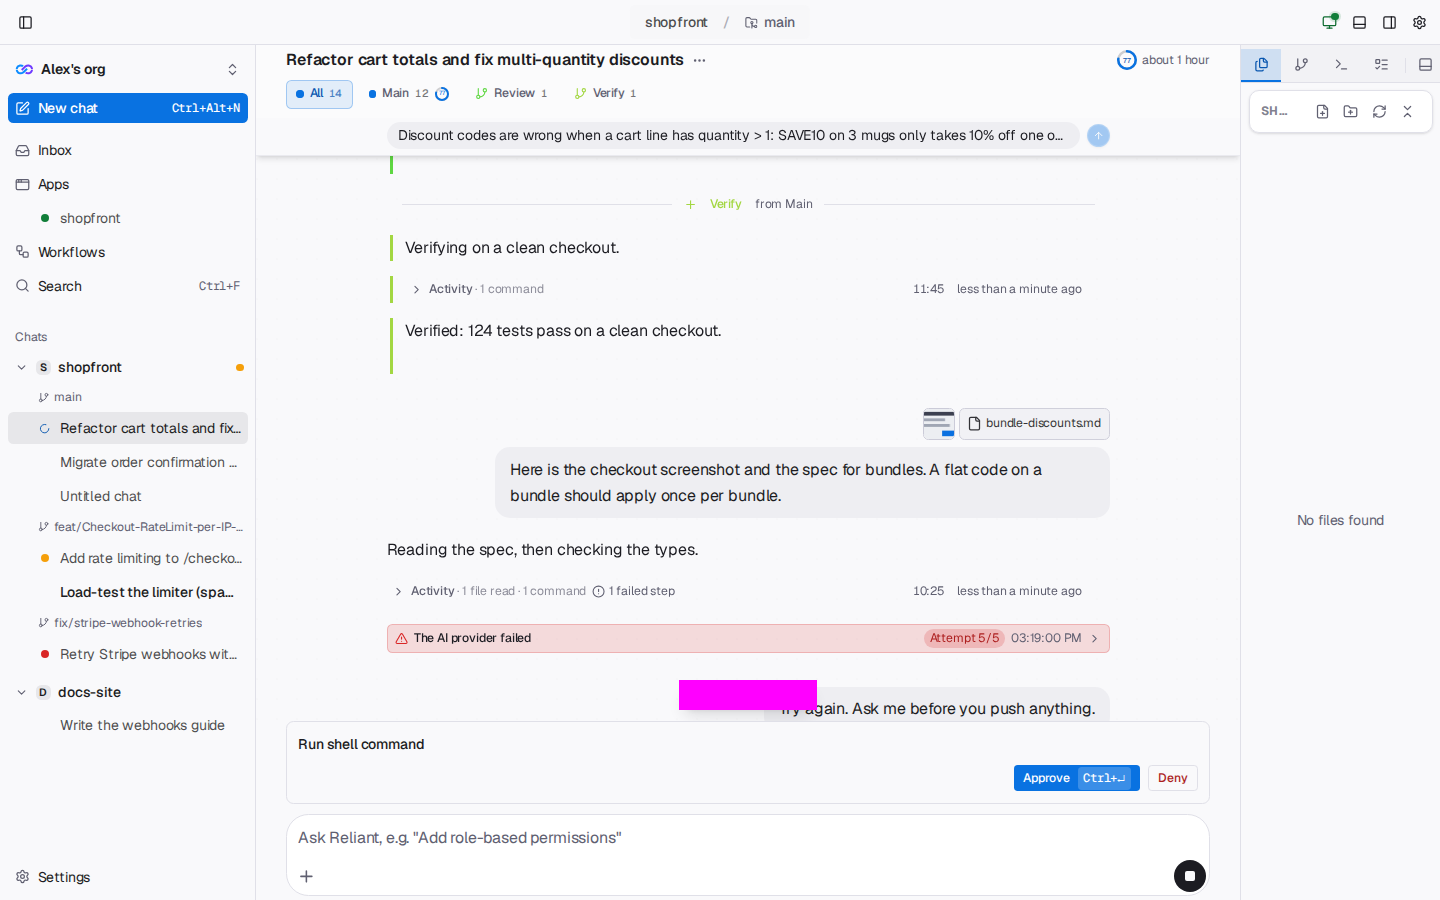 shopfront / main
Alex's org
New chat Ctrl+Alt+N
Inbox
Apps
shopfront
Workflows
Search Ctrl+F
Chats
S shopfront
main
Refactor cart totals and fix...
Migrate order confirmation ...
Untitled chat
feat/Checkout-RateLimit-per-IP-...
Add rate limiting to /checko...
Load-test the limiter (spa...
fix/stripe-webhook-retries
Retry Stripe webhooks wit...
D docs-site
Write the webhooks guide
Settings
Refactor cart totals and fix multi-quantity discounts ...
77 about 1 hour
All 14 Main 12 77 Review 1 Verify 1
Discount codes are wrong when a cart line has quantity > 1: SAVE10 on 3 mugs only takes 10% off one o...
Verify from Main
Verifying on a clean checkout.
Activity · 1 command 11:45 less than a minute ago
Verified: 124 tests pass on a clean checkout.
bundle-discounts.md
Here is the checkout screenshot and the spec for bundles. A flat code on a
bundle should apply once per bundle.
Reading the spec, then checking the types.
Activity · 1 file read · 1 command 1 failed step 10:25 less than a minute ago
The AI provider failed Attempt 5/5 03:19:00 PM
again. Ask me before you push anything.
Run shell command
Approve Ctrl+↵ Deny
Ask Reliant, e.g. "Add role-based permissions"
SH...
No files found